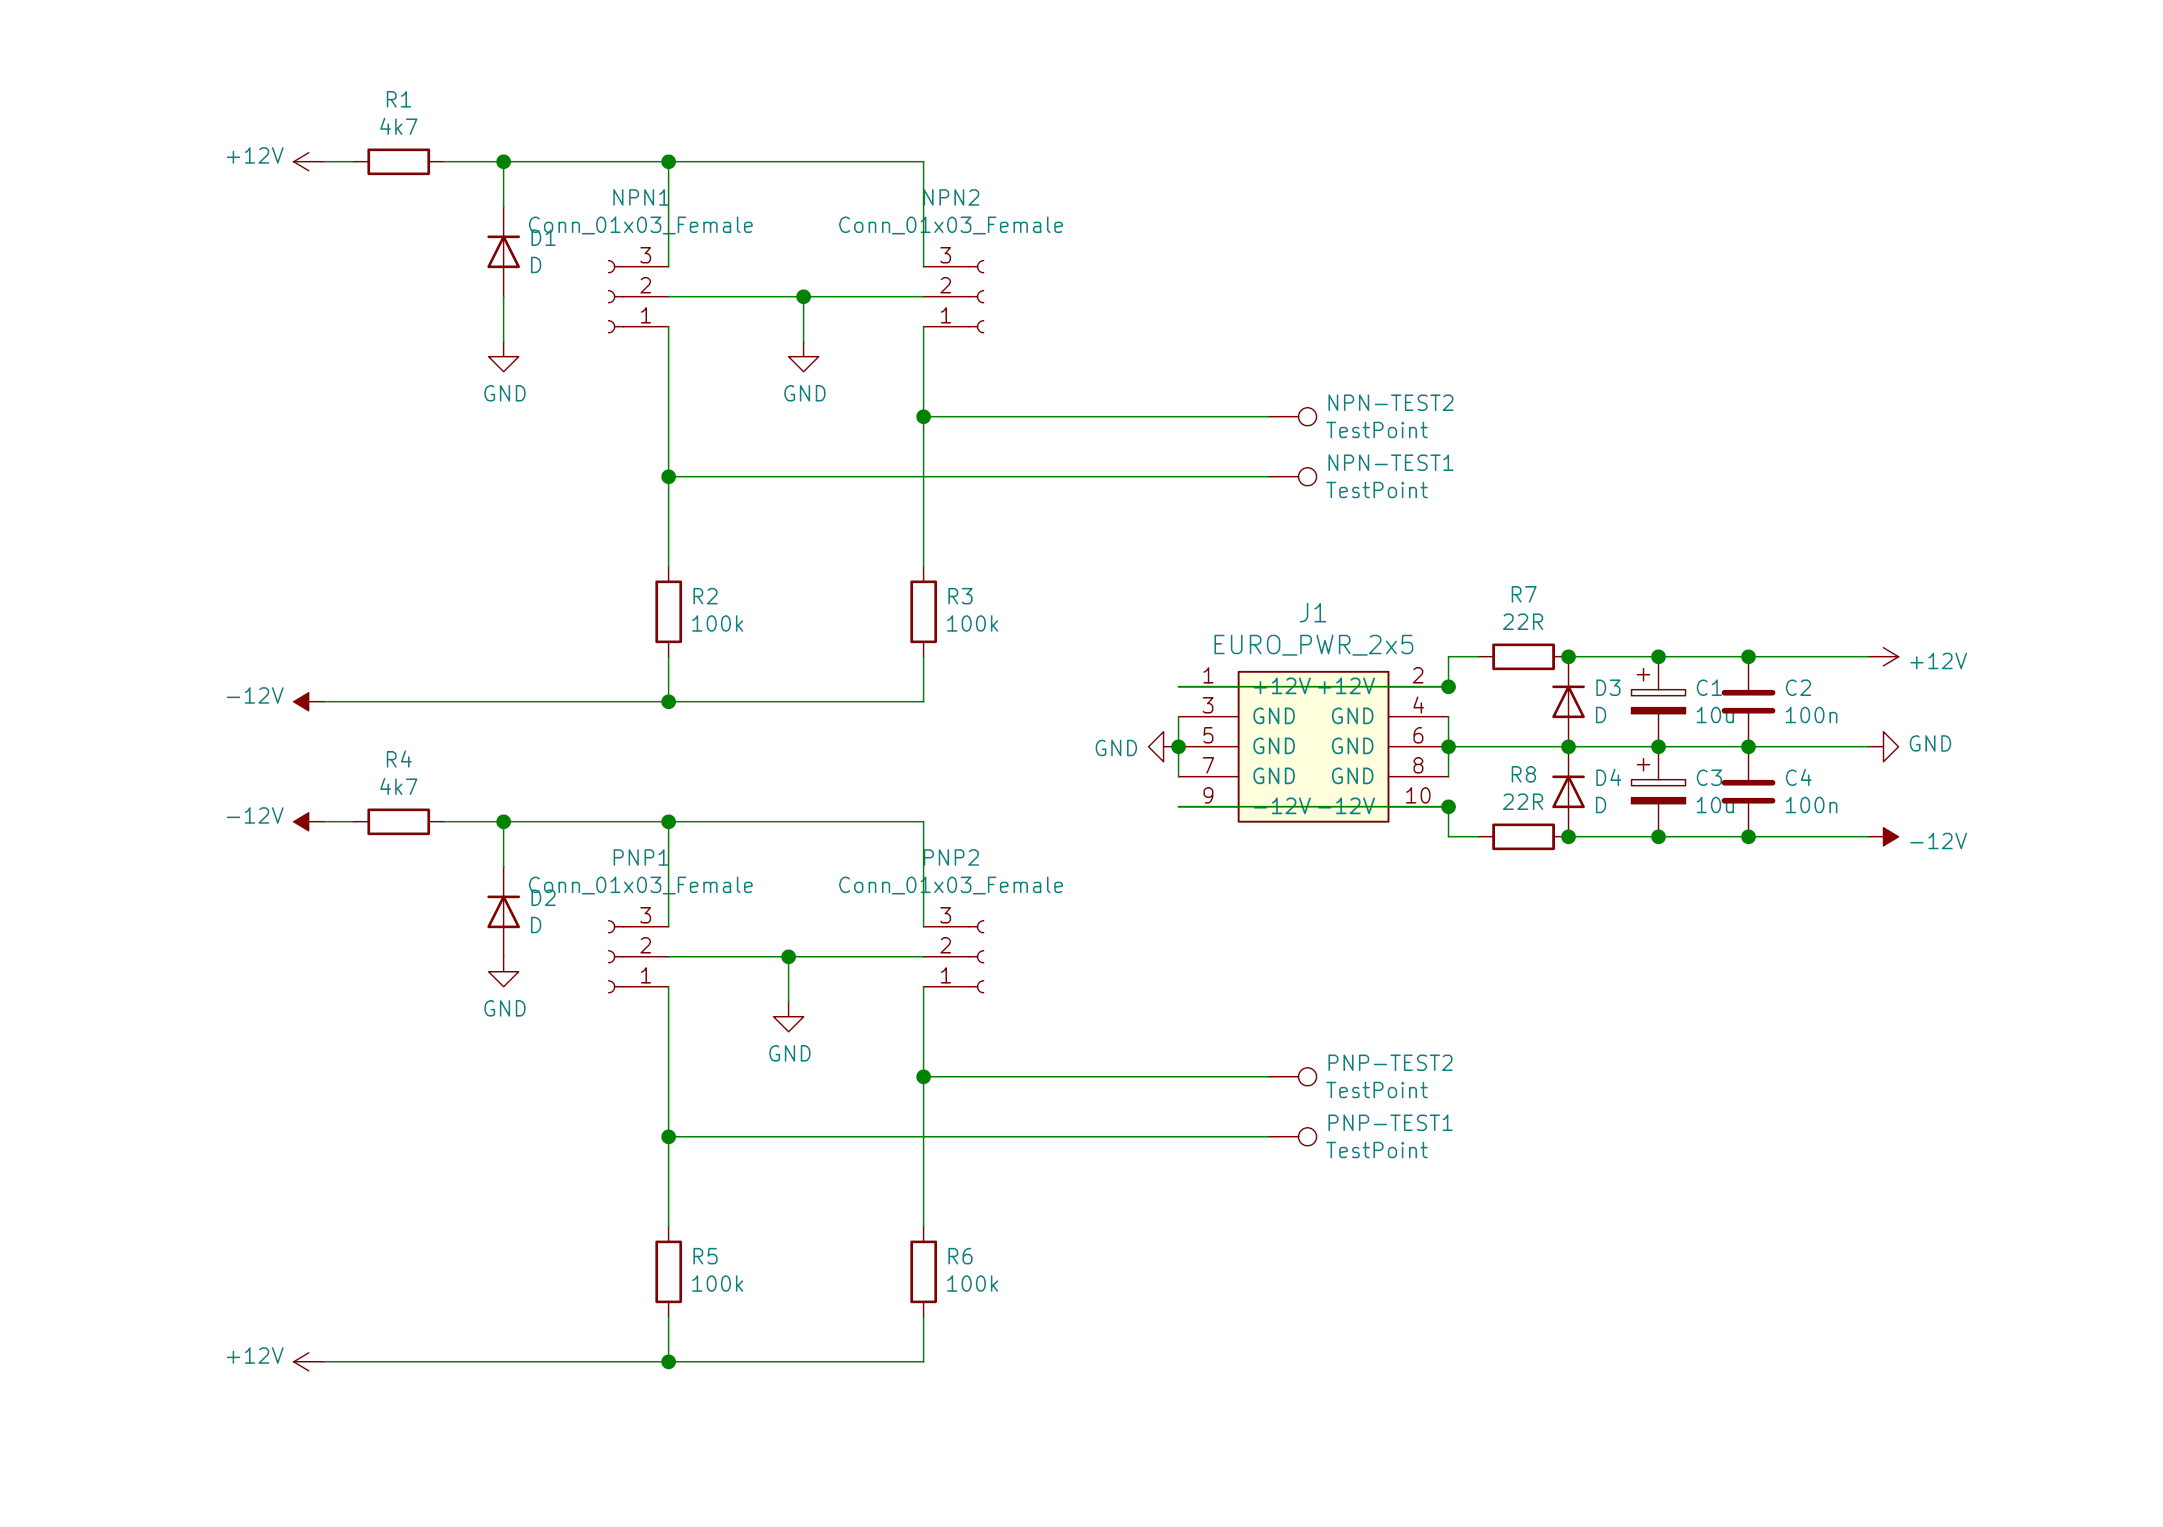 R1
4k7
+12V
NPN1
Conn_01x03_Female
NPN2
Conn_01x03_Female
D1
D
3
2
1
3
2
1
GND
GND
NPN-TEST2
TestPoint
NPN-TEST1
TestPoint
R2
100k
R3
100k
-12V
J1
EURO_PWR_2x5
1 +12V +12V 2
3 GND GND 4
5 GND GND 6
7 GND GND 8
9 -12V -12V 10
GND
R7
22R
R8
22R
D3
D
C1
10u
C2
100n
D4
D
C3
10u
C4
100n
+12V
GND
-12V
R4
4k7
-12V
PNP1
Conn_01x03_Female
PNP2
Conn_01x03_Female
D2
D
3
2
1
3
2
1
GND
GND
PNP-TEST2
TestPoint
PNP-TEST1
TestPoint
R5
100k
R6
100k
+12V